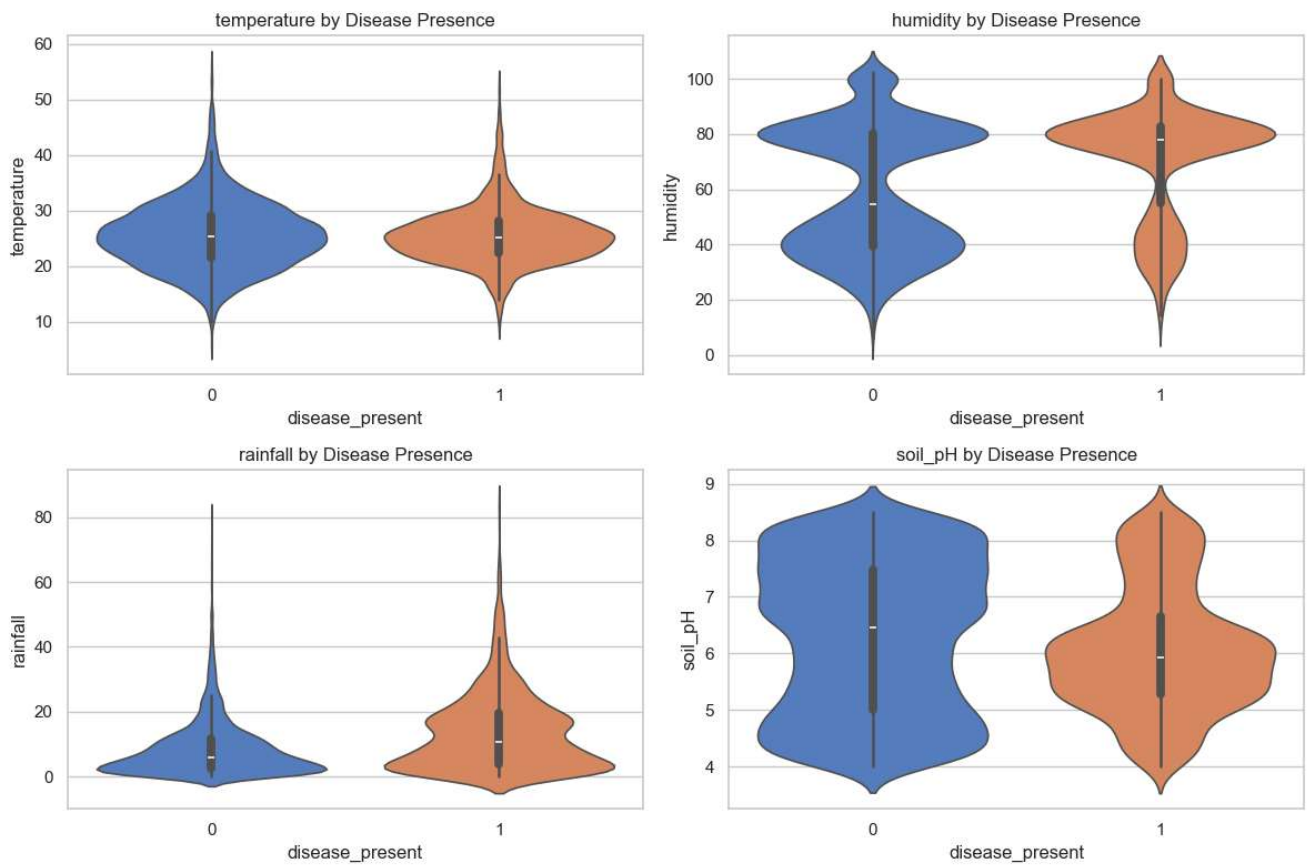 temperature by Disease Presence
temperature
60
50
40
30
20
10
0
1
disease_present
humidity by Disease Presence
humidity
100
80
60
40
20
0
0
1
disease_present
rainfall by Disease Presence
rainfall
80
60
40
20
0
0
1
disease_present
soil_pH by Disease Presence
soil_pH
9
8
7
6
5
4
0
1
disease_present